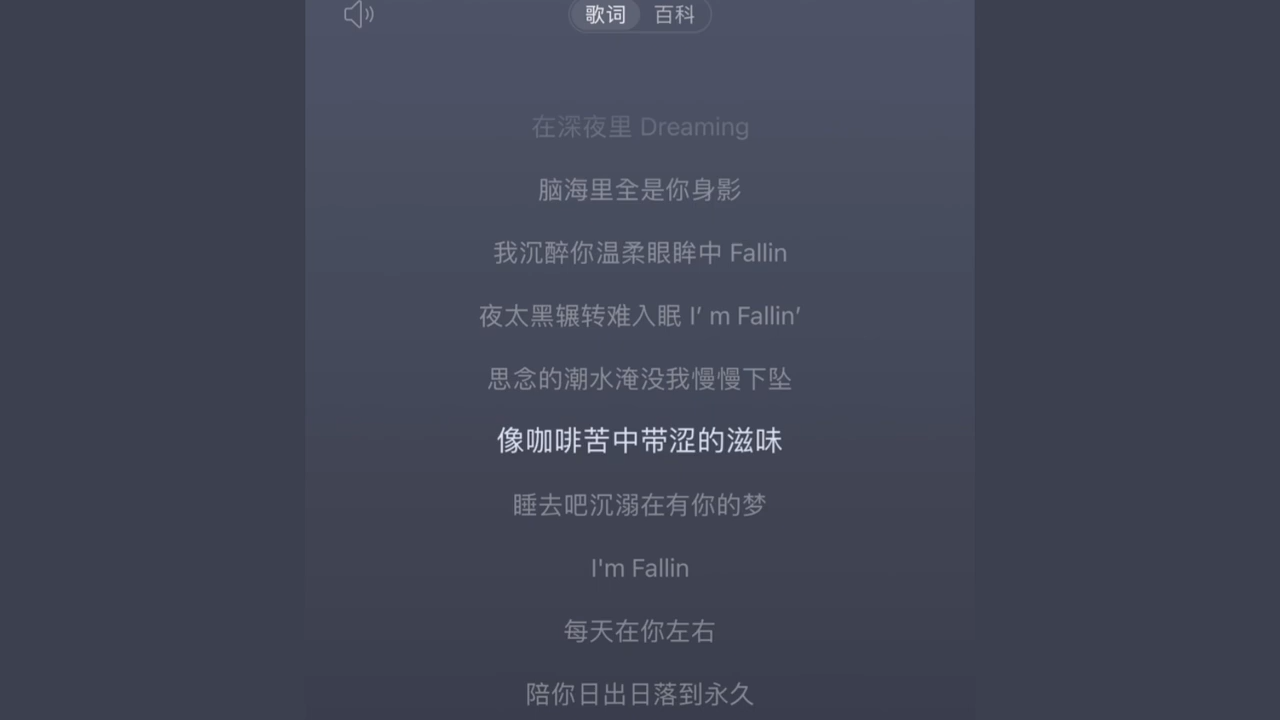 歌词 百科
在深夜里 Dreaming
脑海里全是你身影
我沉醉你温柔眼眸中 Fallin
夜太黑辗转难入眠 I’ m Fallin’
思念的潮水淹没我慢慢下坠
像咖啡苦中带涩的滋味
睡去吧沉溺在有你的梦
I'm Fallin
每天在你左右
陪你日出日落到永久